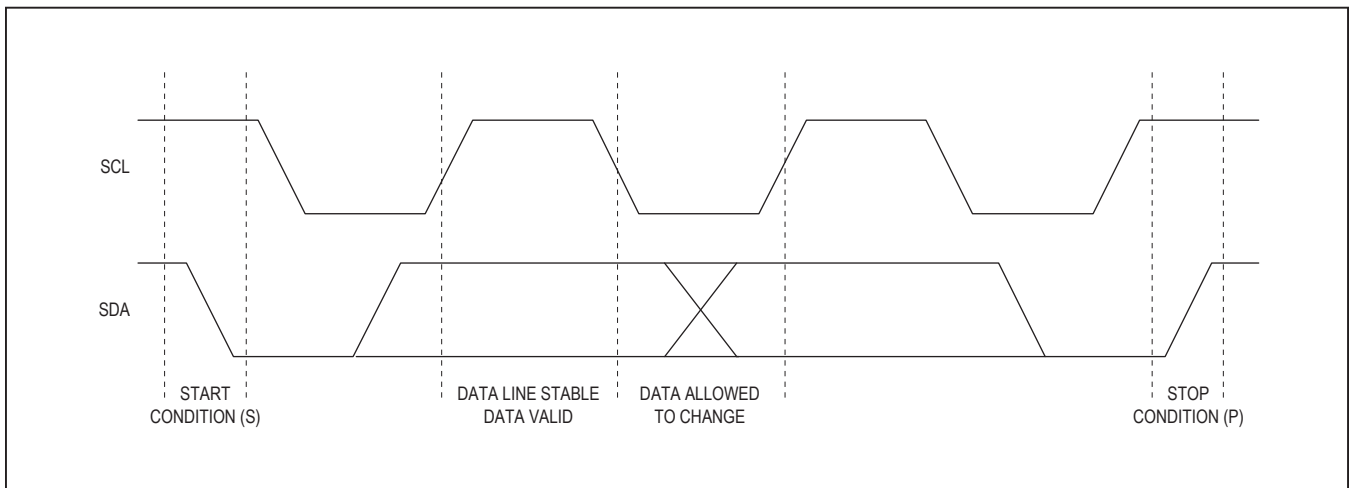 SCL
SDA
START
CONDITION (S)
DATA LINE STABLE
DATA VALID
DATA ALLOWED
TO CHANGE
STOP
CONDITION (P)